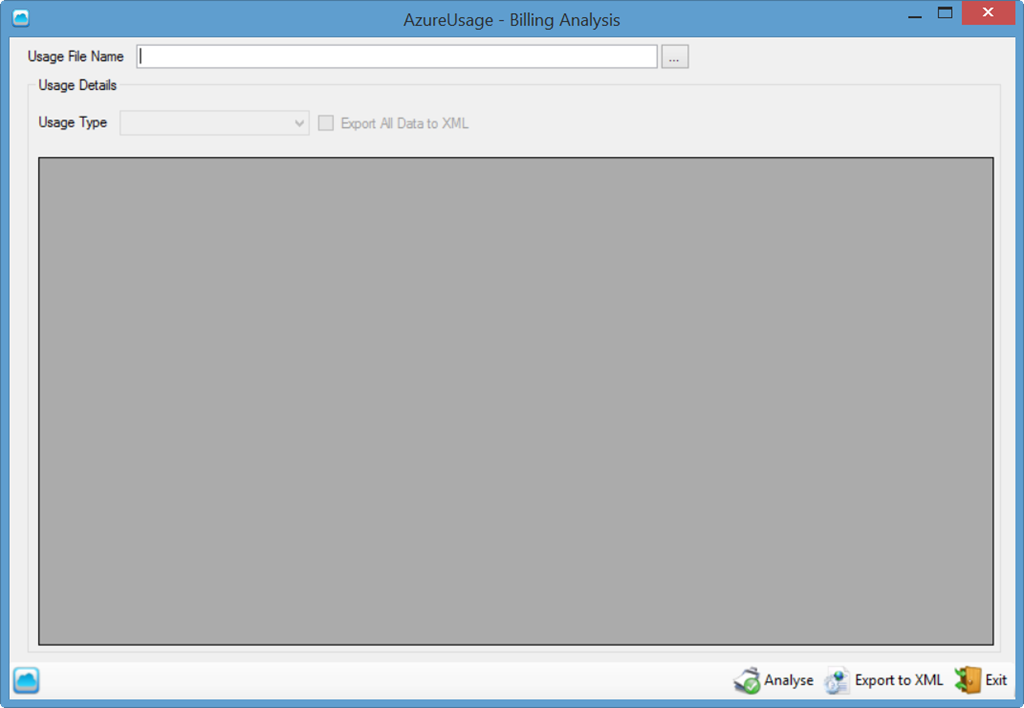 AzureUsage - Billing Analysis
Usage File Name ...
Usage Details
Usage Type Export All Data to XML
Analyse Export to XML Exit